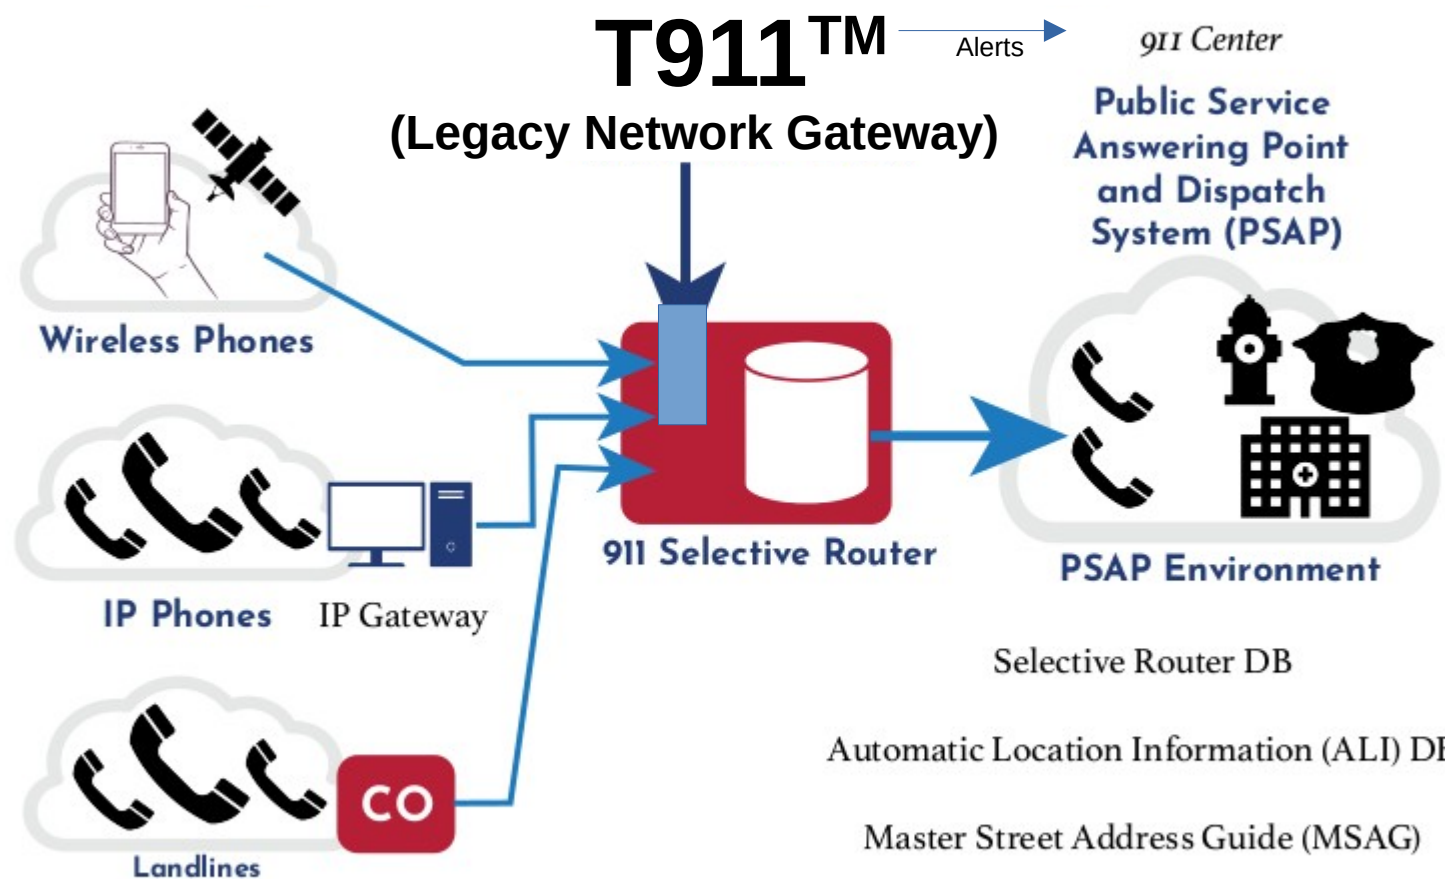 T911™
Alerts
911 Center
(Legacy Network Gateway)
Public Service
Answering Point
and Dispatch
System (PSAP)
Wireless Phones
911 Selective Router
PSAP Environment
IP Phones
IP Gateway
Selective Router DB
Automatic Location Information (ALI) DB
Master Street Address Guide (MSAG)
CO
Landlines